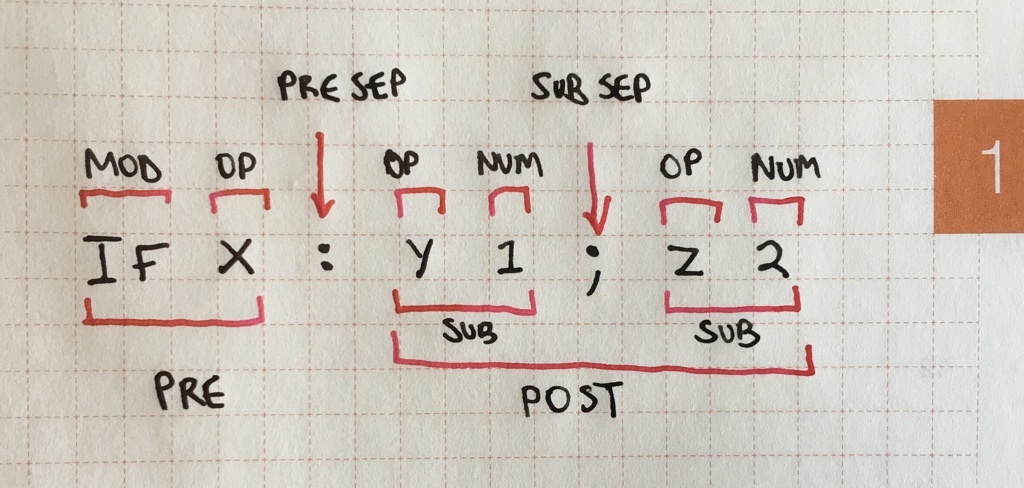 PRE SEP SUB SEP
MOD OP OP NUM OP NUM
IF X : Y 1 ; Z 2
SUB SUB
PRE POST
1